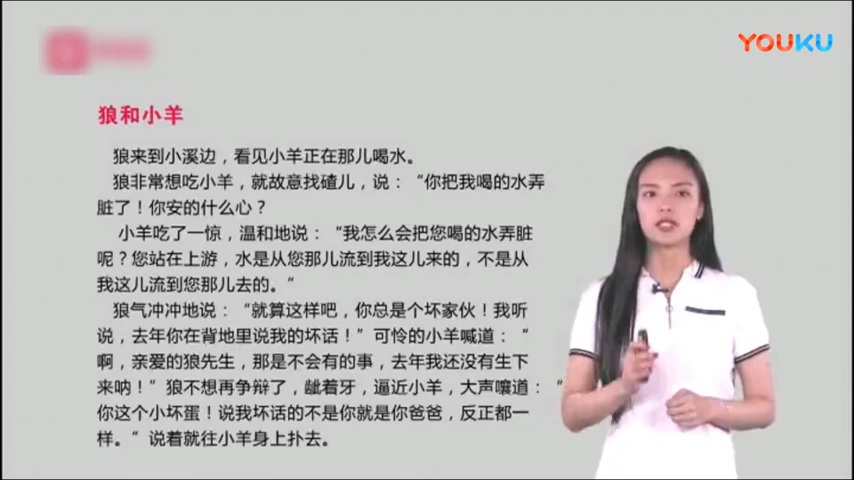 YOUKU
狼和小羊
狼来到小溪边，看见小羊正在那儿喝水。
狼非常想吃小羊，就故意找碴儿，说：“你把我喝的水弄
脏了！你安的什么心？
小羊吃了一惊，温和地说：“我怎么会把您喝的水弄脏
呢？您站在上游，水是从您那儿流到我这儿来的，不是从
我这儿流到您那儿去的。”
狼气冲冲地说：“就算这样吧，你总是个坏家伙！我听
说，去年你在背地里说我的坏话！”可怜的小羊喊道：“
啊，亲爱的狼先生，那是不会有的事，去年我还没有生下
来呐！”狼不想再争辩了，龇着牙，逼近小羊，大声嚷道：“
你这个小坏蛋！说我坏话的不是你就是你爸爸，反正都一
样。”说着就往小羊身上扑去。